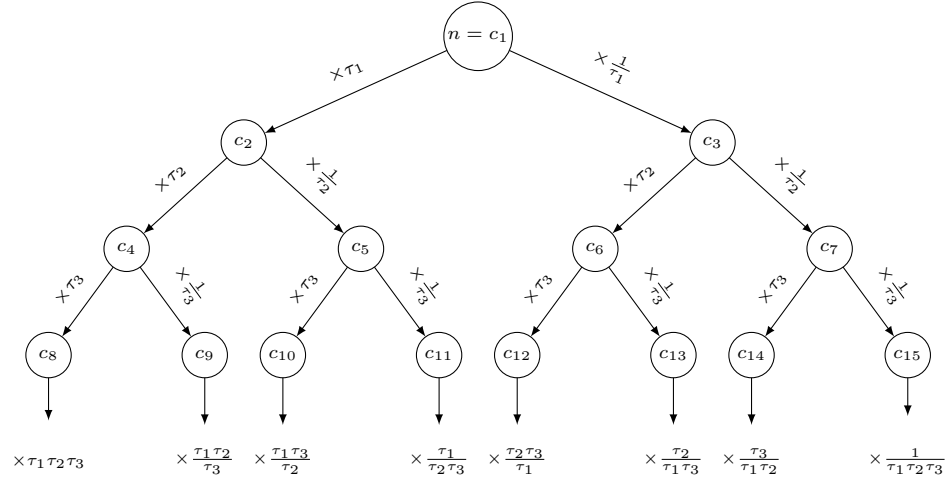 n = c₁
×τ₁ ×1/τ₁
c₂ c₃
×τ₂ ×1/τ₂ ×τ₂ ×1/τ₂
c₄ c₅ c₆ c₇
×τ₃ ×1/τ₃ ×τ₃ ×1/τ₃ ×τ₃ ×1/τ₃ ×τ₃ ×1/τ₃
c₈ c₉ c₁₀ c₁₁ c₁₂ c₁₃ c₁₄ c₁₅
×τ₁τ₂τ₃ ×τ₁τ₂/τ₃ ×τ₁τ₃/τ₂ ×τ₁/τ₂τ₃ ×τ₂τ₃/τ₁ ×τ₂/τ₁τ₃ ×τ₃/τ₁τ₂ ×1/τ₁τ₂τ₃